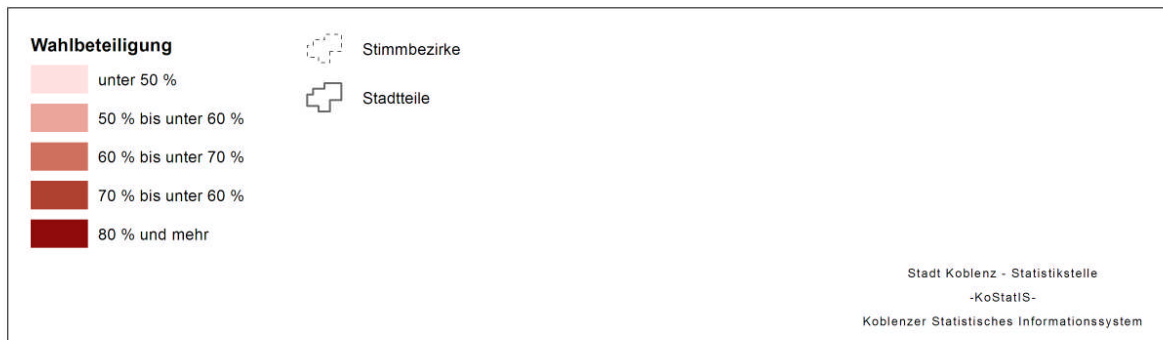 Wahlbeteiligung
unter 50 %
50 % bis unter 60 %
60 % bis unter 70 %
70 % bis unter 60 %
80 % und mehr
Stimmbezirke
Stadtteile
Stadt Koblenz - Statistikstelle
-KoStatIS-
Koblenzer Statistisches Informationssystem